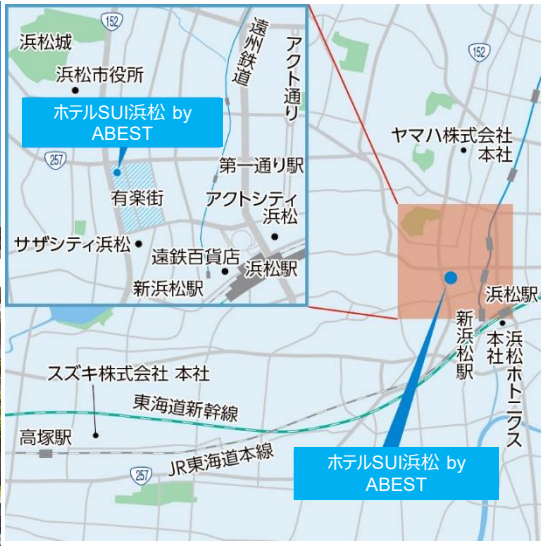 152
浜松城
浜松市役所
遠州鉄道
アクト通り
ホテルSUI浜松 by
ABEST
257
第一通り駅
有楽街
アクトシティ
浜松
サザシティ浜松
遠鉄百貨店
新浜松駅
浜松駅
152
ヤマハ株式会社
本社
浜松駅
新浜松駅
浜松ホトニクス
本社
スズキ株式会社 本社
東海道新幹線
高塚駅
JR東海道本線
257
ホテルSUI浜松 by
ABEST